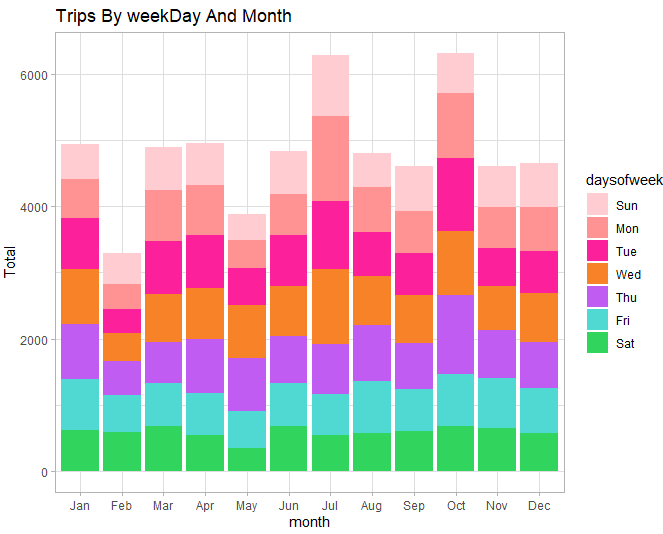 Trips By weekDay And Month
Total
6000
4000
2000
0
Jan Feb Mar Apr May Jun Jul Aug Sep Oct Nov Dec
month
daysofweek
Sun
Mon
Tue
Wed
Thu
Fri
Sat